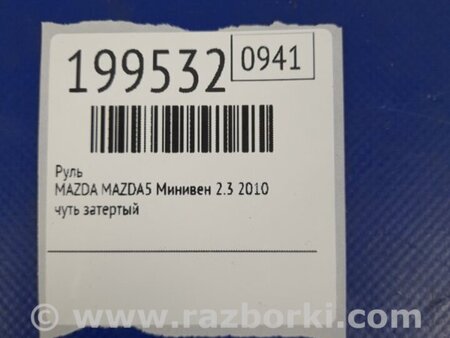 199532
0941
Руль
MAZDA MAZDA5 Минивен 2.3 2010
чуть затертый
© www.razborki.com